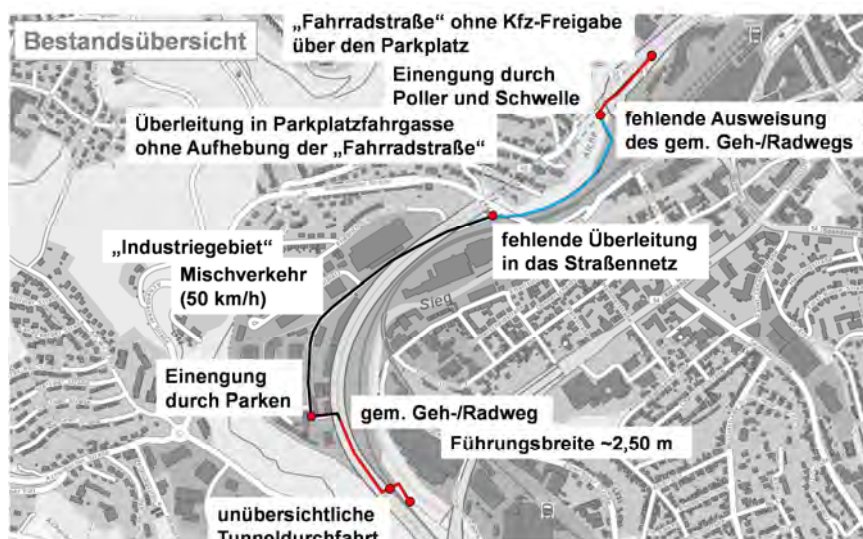 Bestandsübersicht
„Fahrradstraße“ ohne Kfz-Freigabe
über den Parkplatz
Einengung durch
Poller und Schwelle
Überleitung in Parkplatzfahrgasse
ohne Aufhebung der „Fahrradstraße“
fehlende Ausweisung
des gem. Geh-/Radwegs
„Industriegebiet“
Mischverkehr
(50 km/h)
fehlende Überleitung
in das Straßennetz
Sieg
Einengung
durch Parken
gem. Geh-/Radweg
Führungsbreite ~2,50 m
unübersichtliche
Tunneldurchfahrt